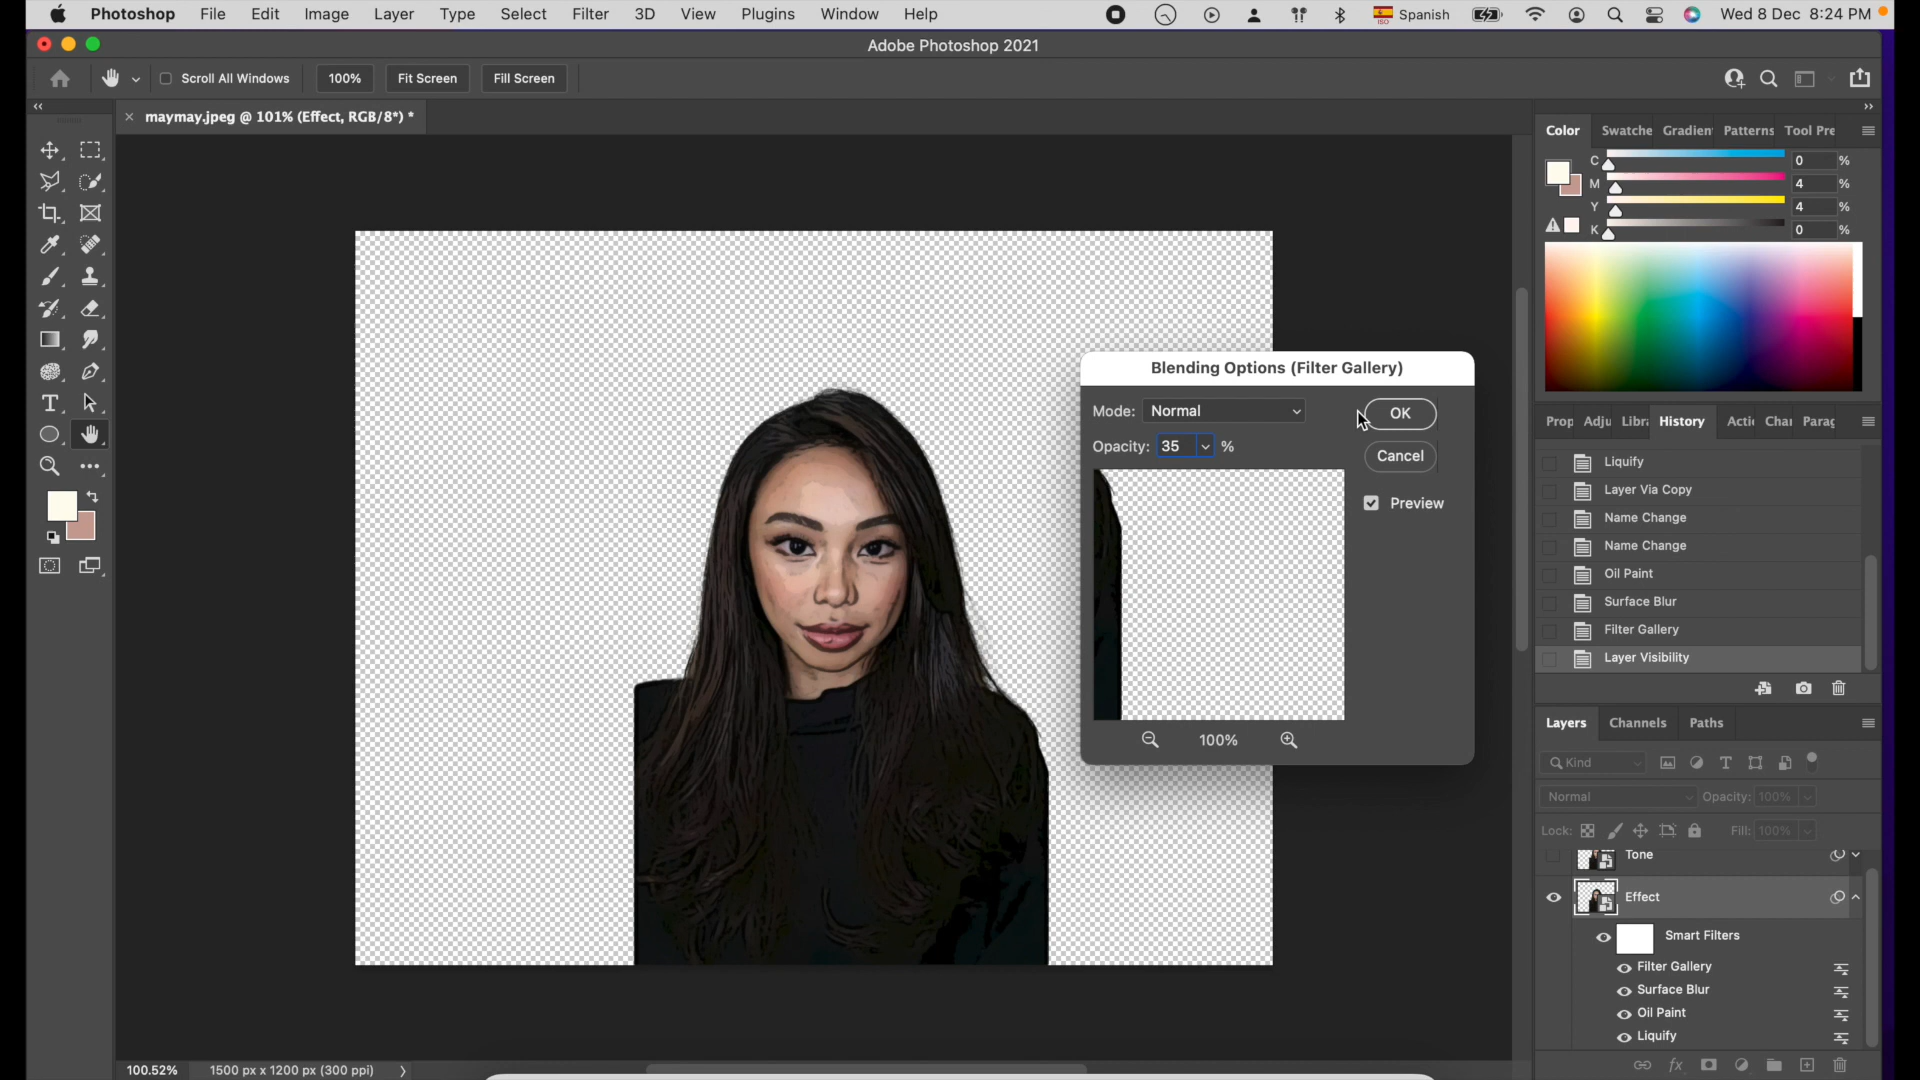 Photoshop File Edit Image Layer Type Select Filter 3D View Plugins Window Help ISO Spanish Wed 8 Dec 8:24 PM
Adobe Photoshop 2021
Scroll All Windows 100% Fit Screen Fill Screen
maymay.jpeg @ 101% (Effect, RGB/8*) *
Color Swatche Gradien Patterns Tool Pre
C 0 %
M 4 %
Y 4 %
K 0 %
Blending Options (Filter Gallery)
Mode: Normal OK
Opacity: 35 % Cancel
Preview
100%
Prop Adju Libra History Actic Chai Parag
Liquify
Layer Via Copy
Name Change
Name Change
Oil Paint
Surface Blur
Filter Gallery
Layer Visibility
Layers Channels Paths
Kind
Normal Opacity: 100%
Lock: Fill: 100%
Tone
Effect
Smart Filters
Filter Gallery
Surface Blur
Oil Paint
Liquify
fx
100.52% 1500 px x 1200 px (300 ppi)